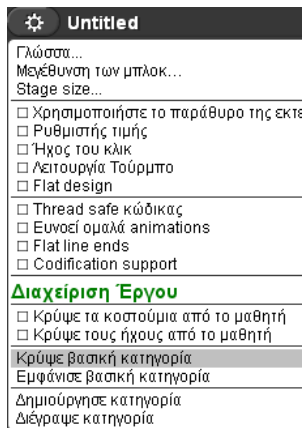 Untitled
Γλώσσα...
Μεγέθυνση των μπλοκ...
Stage size...
Χρησιμοποιήστε το παράθυρο της εκτε
Ρυθμιστής τιμής
Ήχος του κλικ
Λειτουργία Τούρμπο
Flat design
Thread safe κώδικας
Ευνοεί ομαλά animations
Flat line ends
Codification support
Διαχείριση Έργου
Κρύψε τα κοστούμια από το μαθητή
Κρύψε τους ήχους από το μαθητή
Κρύψε βασική κατηγορία
Εμφάνισε βασική κατηγορία
Δημιούργησε κατηγορία
Διέγραψε κατηγορία